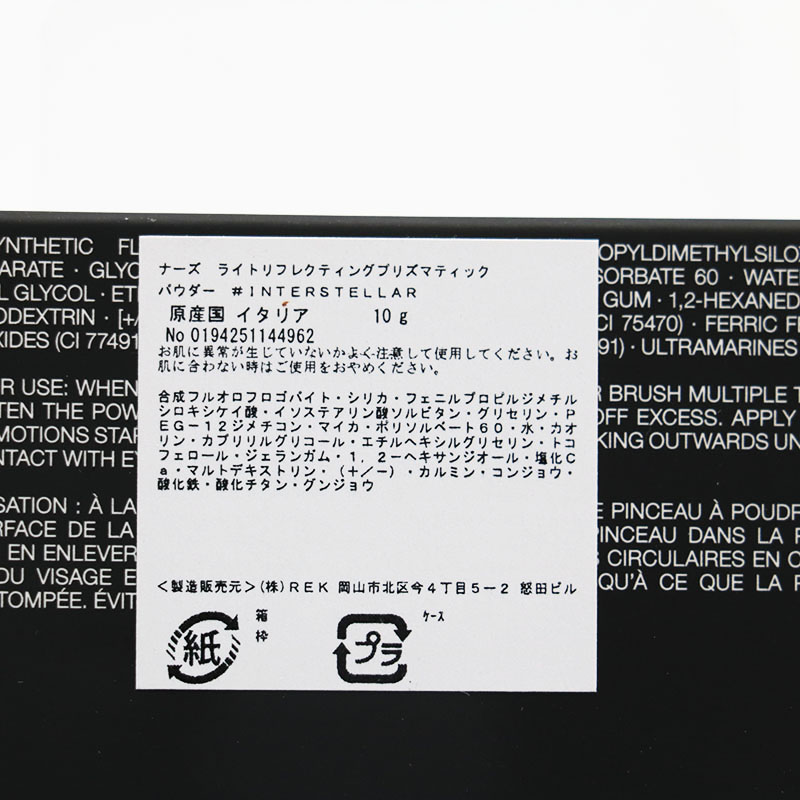 YNTHETIC FL
ARATE · GLYC
L GLYCOL · ET
ODEXTRIN · [+/
XIDES (CI 77491
R USE: WHEN
TEN THE POW
MOTIONS STAR
NTACT WITH EY
SATION : À LA
RFACE DE LA
EN ENLEVER
DU VISAGE E
TOMPÉE. ÉVIT
ナーズ ライトリフレクティングプリズマティック
パウダー #INTERSTELLAR
原産国 イタリア 10g
No 0194251144962
お肌に異常が生じていないかよく注意して使用してください。お
肌に合わない時はご使用をおやめください。
合成フルオロフロゴパイト・シリカ・フェニルプロピルジメチル
シロキシケイ酸・イソステアリン酸ソルビタン・グリセリン・P
EG-12ジメチコン・マイカ・ポリソルベート60・水・カオ
リン・カプリリルグリコール・エチルヘキシルグリセリン・トコ
フェロール・ジェランガム・1,2-ヘキサンジオール・塩化C
a・マルトデキストリン・(+/-)・カルミン・コンジョウ・
酸化鉄・酸化チタン・グンジョウ
<製造販売元>(株)REK 岡山市北区今4丁目5-2 怒田ビル
紙
箱
枠
プラ
ケース
OPYLDIMETHYLSILOX
SORBATE 60 · WATE
GUM · 1,2-HEXANED
CI 75470) · FERRIC F
91) · ULTRAMARINES
R BRUSH MULTIPLE T
OFF EXCESS. APPLY
KING OUTWARDS UN
E PINCEAU À POUDR
PINCEAU DANS LA P
S CIRCULAIRES EN C
QU'À CE QUE LA P